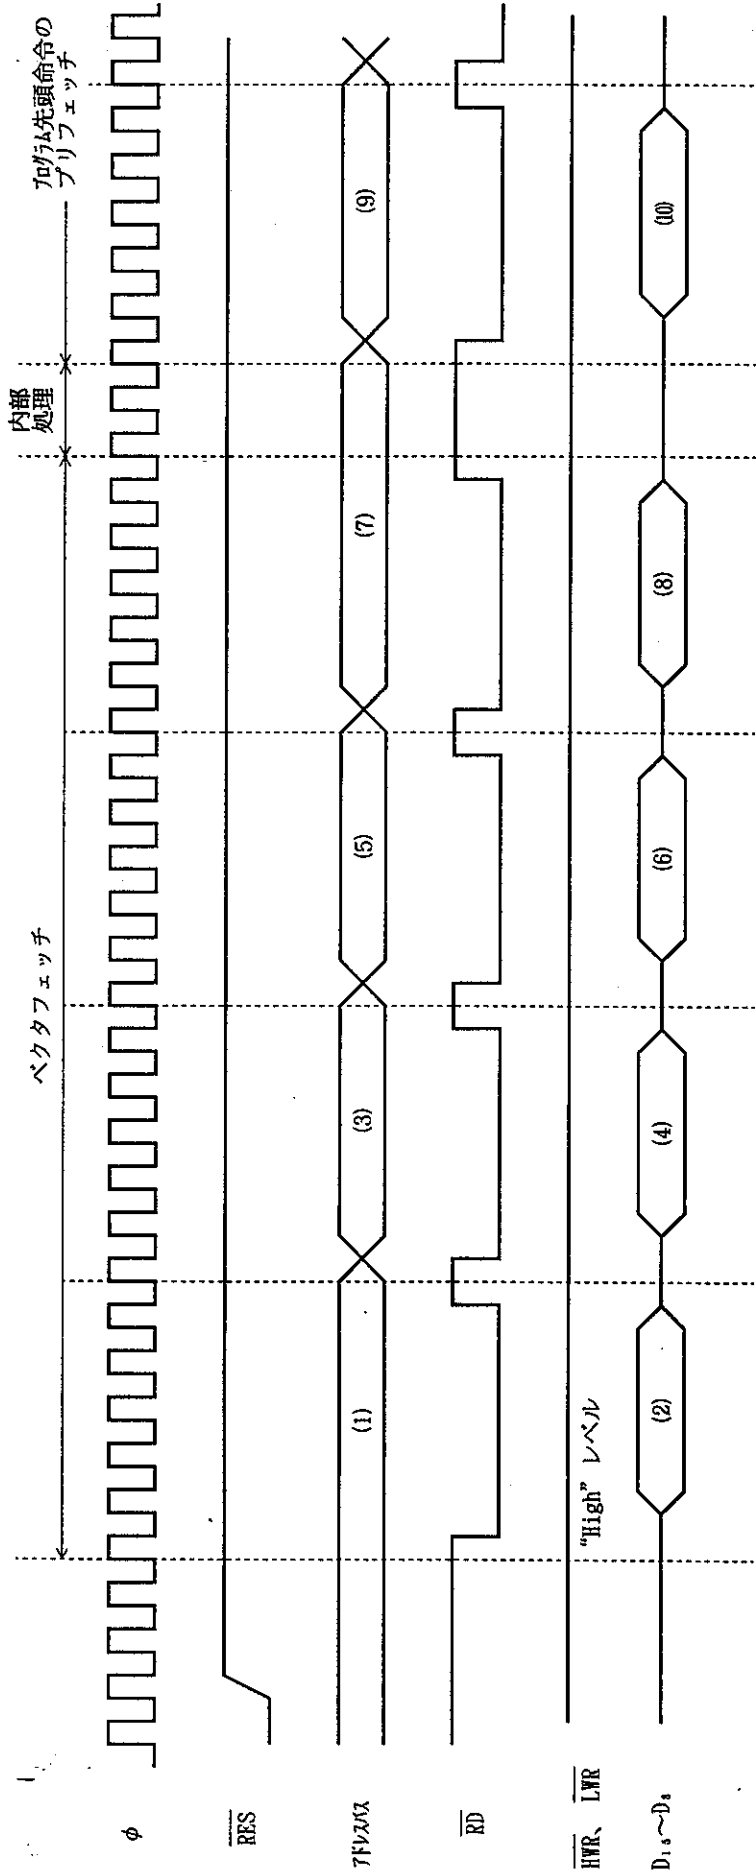 ベクタフェッチ
内部
処理
プログラム先頭命令の
プリフェッチ
φ
RES
アドレスバス
(1)
(3)
(5)
(7)
(9)
RD
HWR、LWR
“High” レベル
D₁₅〜D₈
(2)
(4)
(6)
(8)
(10)